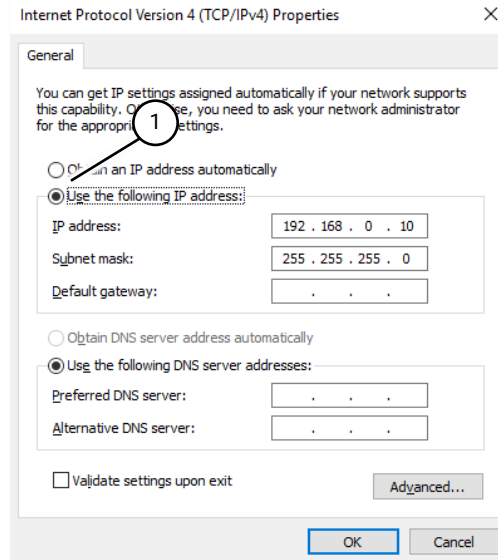 Internet Protocol Version 4 (TCP/IPv4) Properties
General
You can get IP settings assigned automatically if your network supports
this capability. se, you need to ask your network administrator
for the ettings.
1
an IP address automatically
Use the following IP address:
IP address: 192 . 168 . 0 . 10
Subnet mask: 255 . 255 . 255 . 0
Default gateway: . . .
Obtain DNS server address automatically
Use the following DNS server addresses:
Preferred DNS server: . . .
Alternative DNS server: . . .
Validate settings upon exit
Advanced...
OK Cancel